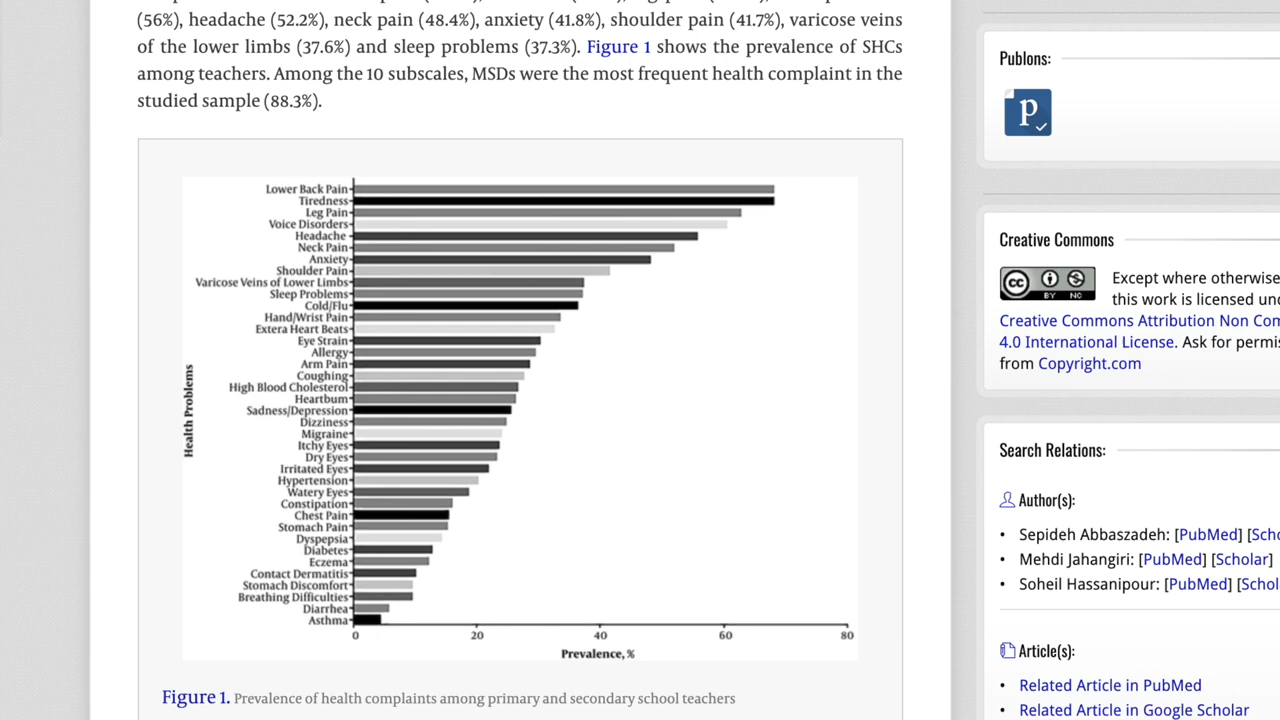 (56%), headache (52.2%), neck pain (48.4%), anxiety (41.8%), shoulder pain (41.7%), varicose veins
of the lower limbs (37.6%) and sleep problems (37.3%). Figure 1 shows the prevalence of SHCs
among teachers. Among the 10 subscales, MSDs were the most frequent health complaint in the
studied sample (88.3%).
Health Problems
Lower Back Pain
Tiredness
Leg Pain
Voice Disorders
Headache
Neck Pain
Anxiety
Shoulder Pain
Varicose Veins of Lower Limbs
Sleep Problems
Cold/Flu
Hand/Wrist Pain
Extera Heart Beats
Eye Strain
Allergy
Arm Pain
Coughing
High Blood Cholesterol
Heartbum
Sadness/Depression
Dizziness
Migraine
Itchy Eyes
Dry Eyes
Irritated Eyes
Hypertension
Watery Eyes
Constipation
Chest Pain
Stomach Pain
Dyspepsia
Diabetes
Eczema
Contact Dermatitis
Stomach Discomfort
Breathing Difficulties
Diarrhea
Asthma
0 20 40 60 80
Prevalence, %
Figure 1. Prevalence of health complaints among primary and secondary school teachers
Publons:
p
Creative Commons
cc BY NC
Except where otherwise
this work is licensed
Creative Commons Attribution Non
4.0 International License. Ask for
from Copyright.com
Search Relations:
Author(s):
• Sepideh Abbaszadeh: [PubMed]
• Mehdi Jahangiri: [PubMed] [Scholar]
• Soheil Hassanipour: [PubMed]
Article(s):
• Related Article in PubMed
• Related Article in Google Scholar